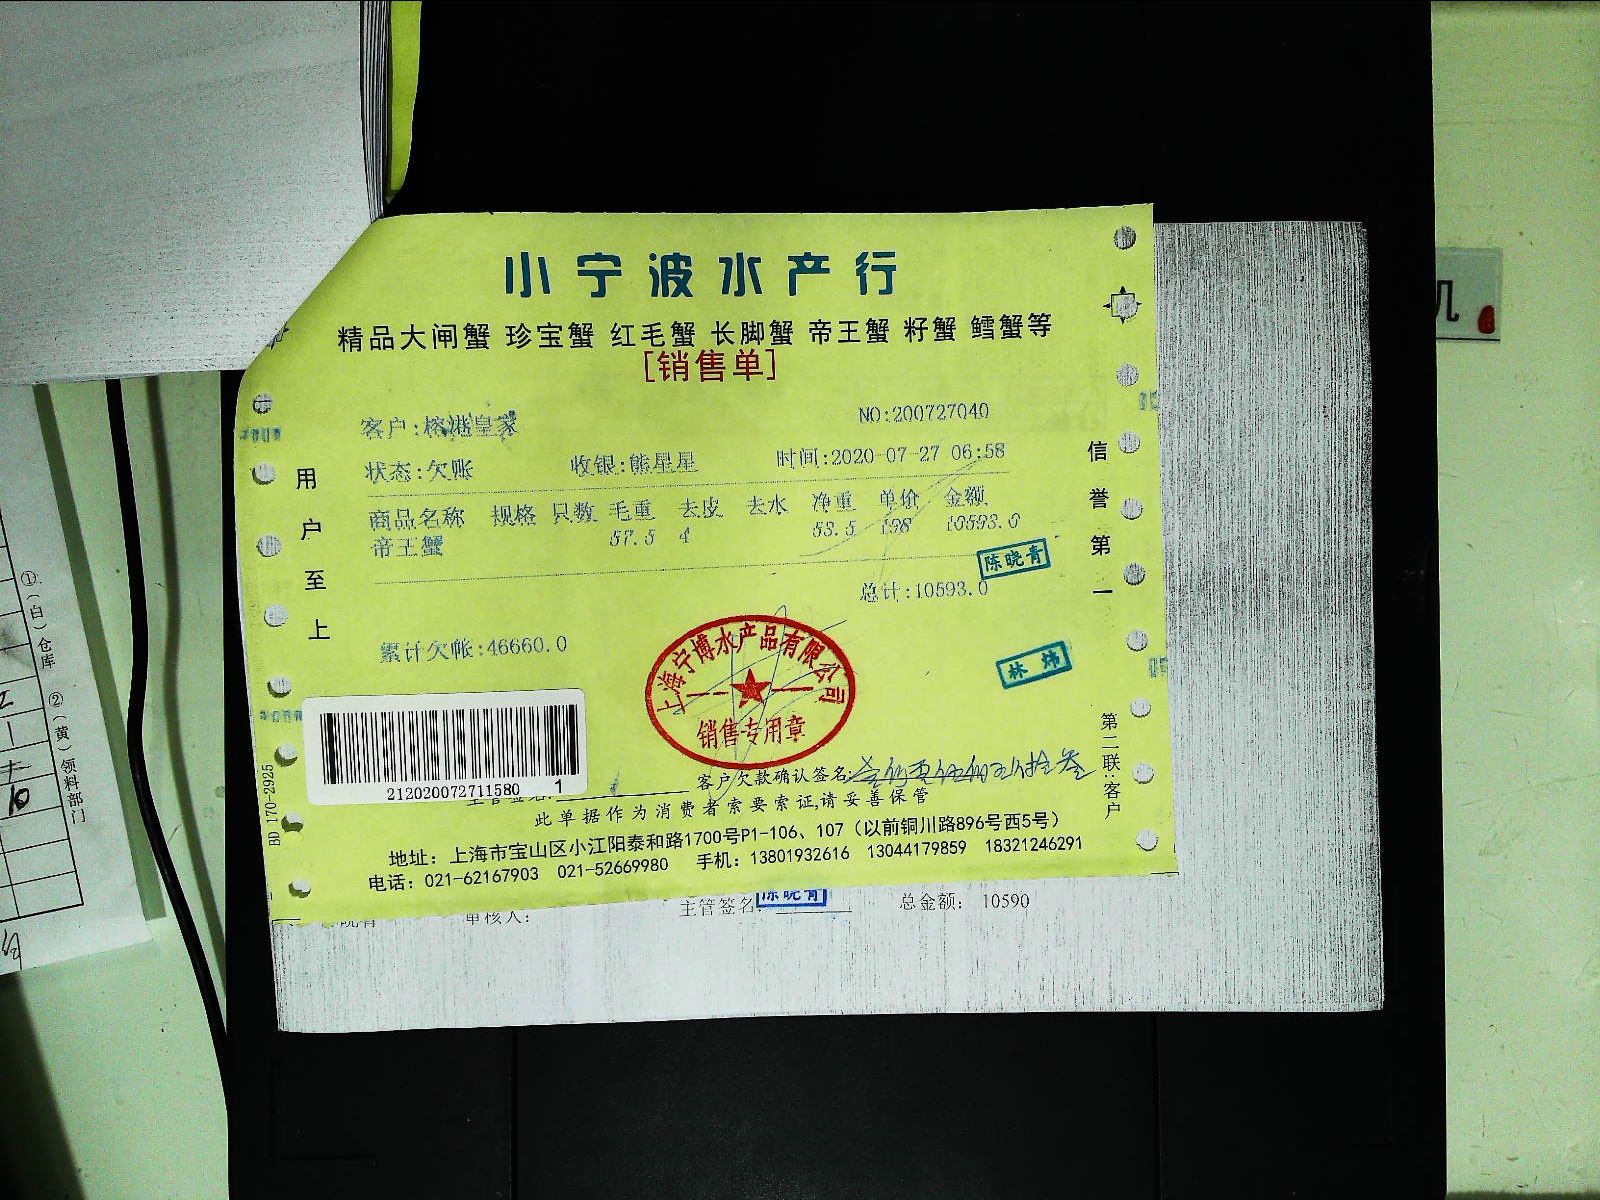 小宁波水产行
精品大闸蟹 珍宝蟹 红毛蟹 长脚蟹 帝王蟹 籽蟹 鳕蟹等
[销售单]
客户:榕港皇家
NO:200727040
状态:欠账 收银:熊星星 时间:2020-07-27 06:58
商品名称 规格 只数 毛重 去皮 去水 净重 单价 金额
帝王蟹 57.5 4 53.5 198 10593.0
陈晓青
总计:10593.0
累计欠帐:46660.0
上海宁博水产品有限公司
销售专用章
林炜
用户至上
信誉第一
第二联:客户
BD 170-2925
212020072711580 1
客户欠款确认签名:
此单据作为消费者索要索证,请妥善保管
地址: 上海市宝山区小江阳泰和路1700号P1-106、107 (以前铜川路896号西5号)
电话: 021-62167903 021-52669980 手机: 13801932616 13044179859 18321246291
审核人:
主管签名:
陈晓青
总金额: 10590
①(白)仓库 ②(黄)领料部门
10
机